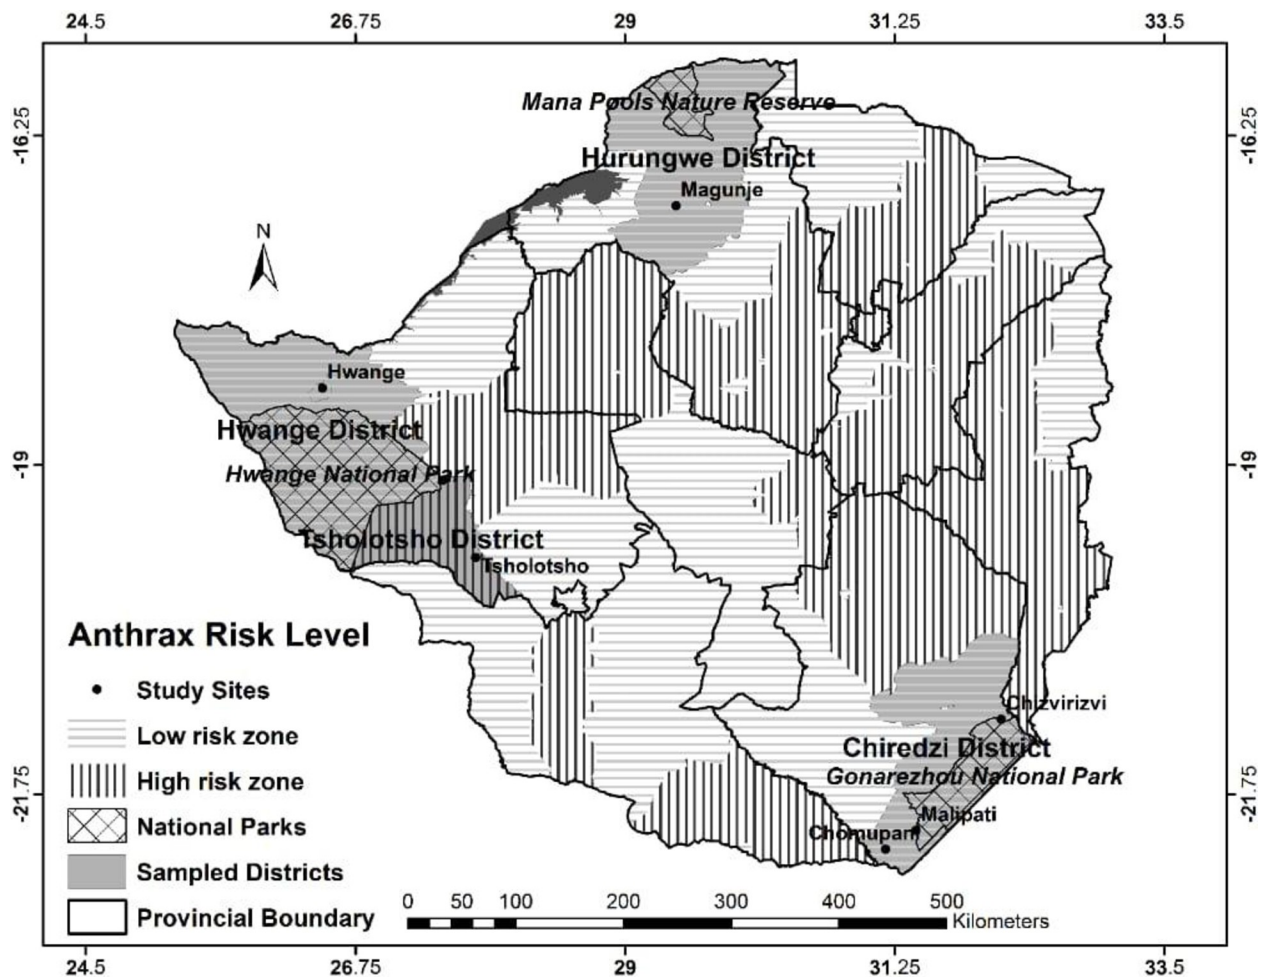 24.5 26.75 29 31.25 33.5
-16.25 -16.25
Mana Pools Nature Reserve
Hurungwe District
Magunje
N
Hwange
Hwange District
-19 -19
Hwange National Park
Tsholotsho District
Tsholotsho
Anthrax Risk Level
Study Sites
Low risk zone
High risk zone
National Parks
Sampled Districts
Provincial Boundary
Chizvirizvi
Chiredzi District
Gonarezhou National Park
-21.75 -21.75
Malipati
Chomupani
0 50 100 200 300 400 500
Kilometers
24.5 26.75 29 31.25 33.5